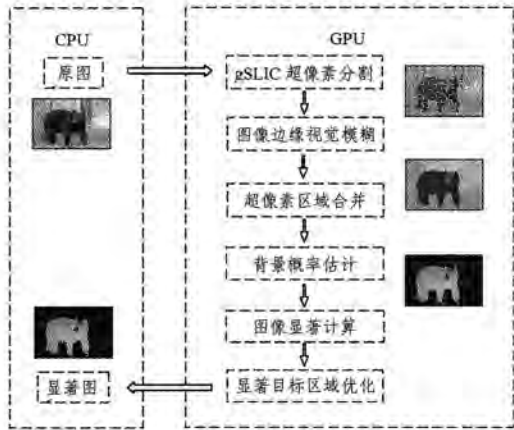 CPU
GPU
原图
gSLIC 超像素分割
图像边缘视觉模糊
超像素区域合并
背景概率估计
图像显著计算
显著图
显著目标区域优化